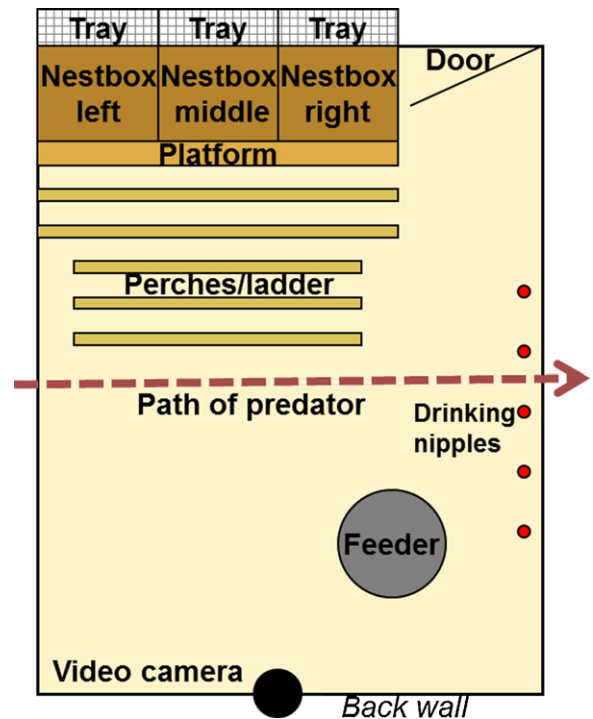 Tray Tray Tray
Door
Nestbox Nestbox Nestbox
left middle right
Platform
Perches/ladder
Path of predator
Drinking
nipples
Feeder
Video camera
Back wall